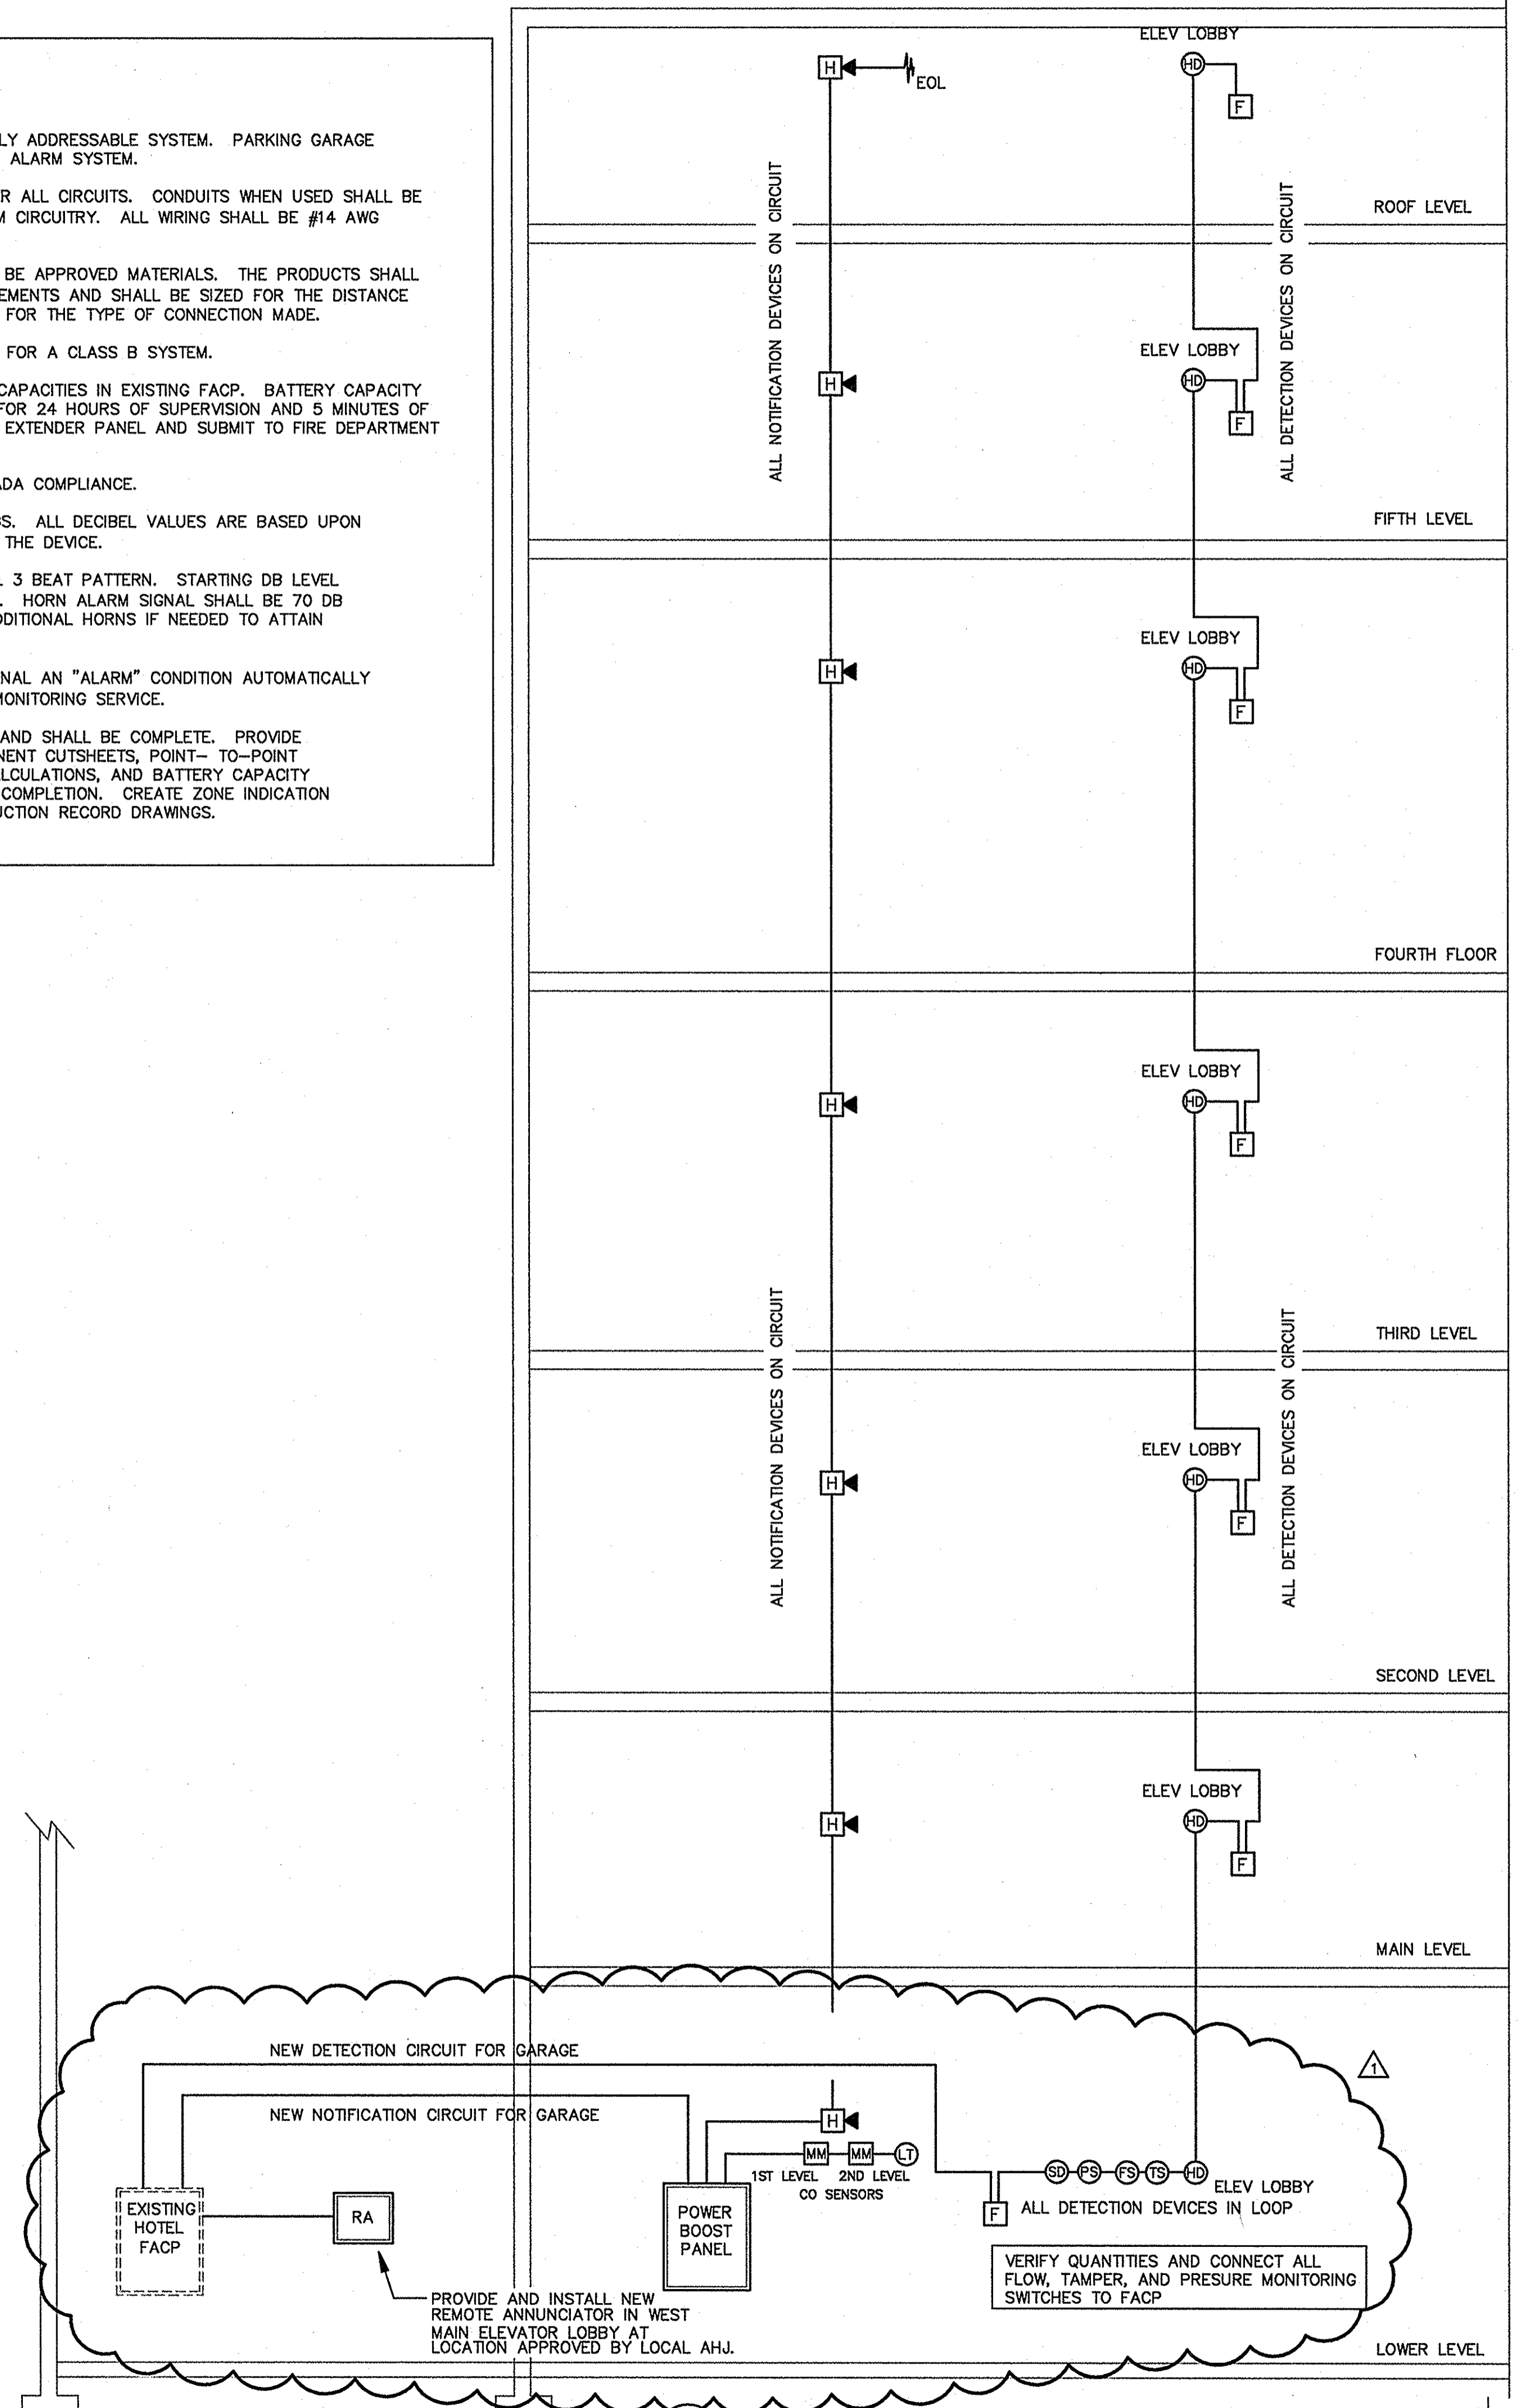 LY ADDRESSABLE SYSTEM. PARKING GARAGE
ALARM SYSTEM.
R ALL CIRCUITS. CONDUITS WHEN USED SHALL BE
M CIRCUITRY. ALL WIRING SHALL BE #14 AWG
BE APPROVED MATERIALS. THE PRODUCTS SHALL
EMENTS AND SHALL BE SIZED FOR THE DISTANCE
FOR THE TYPE OF CONNECTION MADE.
FOR A CLASS B SYSTEM.
CAPACITIES IN EXISTING FACP. BATTERY CAPACITY
FOR 24 HOURS OF SUPERVISION AND 5 MINUTES OF
EXTENDER PANEL AND SUBMIT TO FIRE DEPARTMENT
ADA COMPLIANCE.
GS. ALL DECIBEL VALUES ARE BASED UPON
THE DEVICE.
L 3 BEAT PATTERN. STARTING DB LEVEL
. HORN ALARM SIGNAL SHALL BE 70 DB
DDITIONAL HORNS IF NEEDED TO ATTAIN
NAL AN "ALARM" CONDITION AUTOMATICALLY
MONITORING SERVICE.
AND SHALL BE COMPLETE. PROVIDE
NENT CUTSHEETS, POINT- TO-POINT
LCULATIONS, AND BATTERY CAPACITY
COMPLETION. CREATE ZONE INDICATION
UCTION RECORD DRAWINGS.
ELEV LOBBY
H
EOL
HD
F
ALL NOTIFICATION DEVICES ON CIRCUIT
ALL DETECTION DEVICES ON CIRCUIT
ROOF LEVEL
ELEV LOBBY
H
HD
F
FIFTH LEVEL
ELEV LOBBY
H
HD
F
FOURTH FLOOR
ELEV LOBBY
H
HD
F
ALL NOTIFICATION DEVICES ON CIRCUIT
ALL DETECTION DEVICES ON CIRCUIT
THIRD LEVEL
ELEV LOBBY
H
HD
F
SECOND LEVEL
ELEV LOBBY
H
HD
F
MAIN LEVEL
NEW DETECTION CIRCUIT FOR GARAGE
1
NEW NOTIFICATION CIRCUIT FOR GARAGE
H
MM
MM
LT
1ST LEVEL
2ND LEVEL
CO SENSORS
SD
PS
FS
TS
HD
ELEV LOBBY
F
ALL DETECTION DEVICES IN LOOP
EXISTING
HOTEL
FACP
RA
POWER
BOOST
PANEL
VERIFY QUANTITIES AND CONNECT ALL
FLOW, TAMPER, AND PRESURE MONITORING
SWITCHES TO FACP
PROVIDE AND INSTALL NEW
REMOTE ANNUNCIATOR IN WEST
MAIN ELEVATOR LOBBY AT
LOCATION APPROVED BY LOCAL AHJ.
LOWER LEVEL